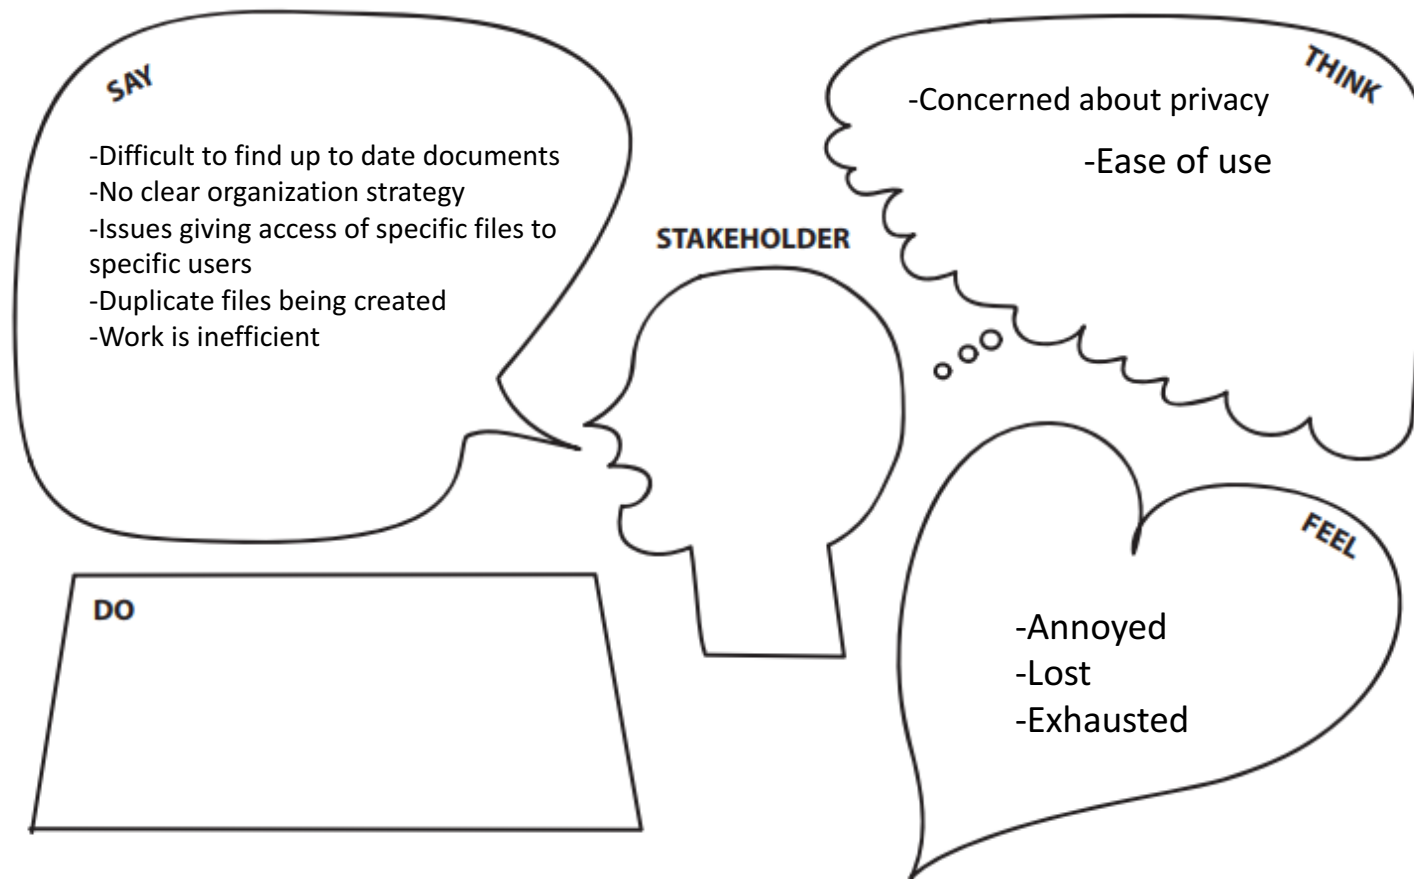 SAY
-Difficult to find up to date documents
-No clear organization strategy
-Issues giving access of specific files to
specific users
-Duplicate files being created
-Work is inefficient
THINK
-Concerned about privacy
-Ease of use
STAKEHOLDER
DO
FEEL
-Annoyed
-Lost
-Exhausted